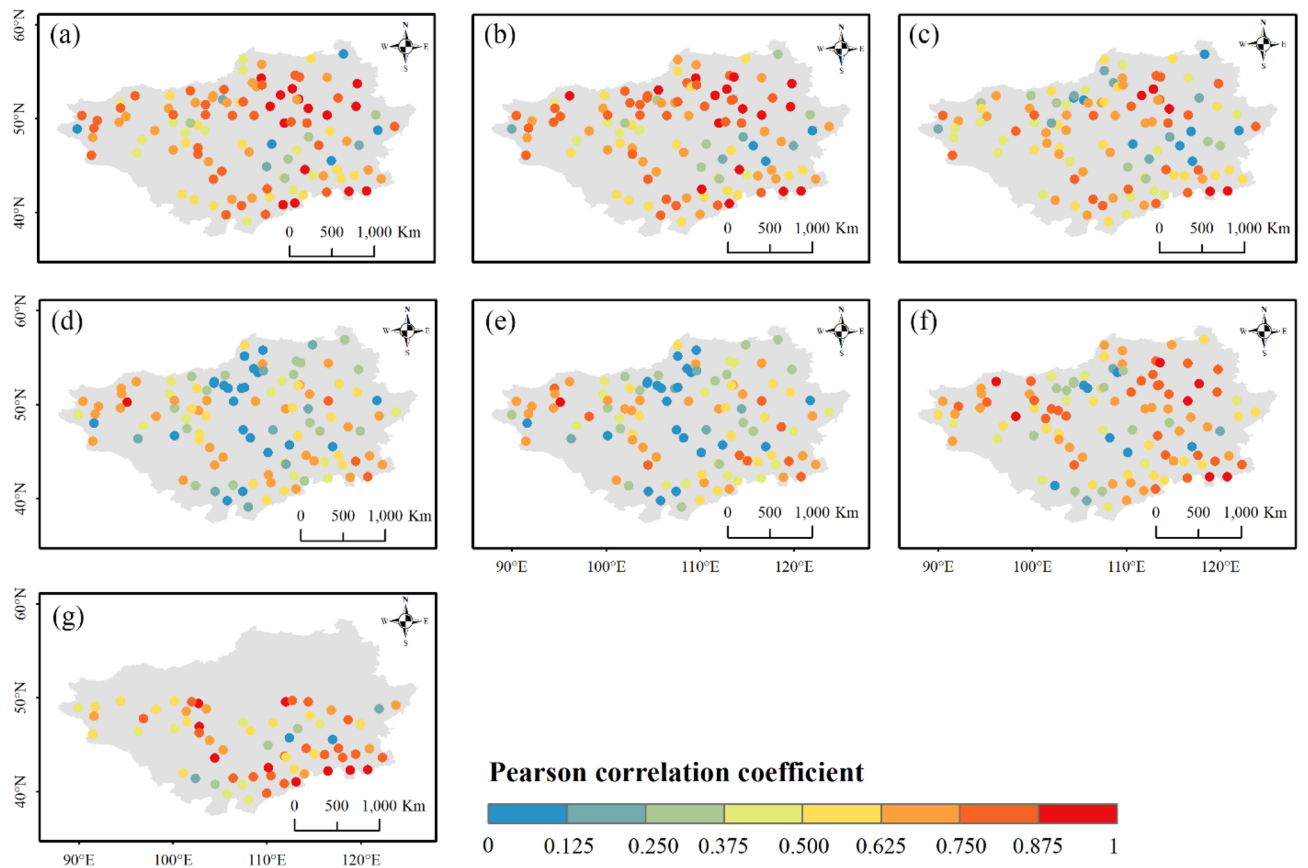 60°N
50°N
40°N
(a)
N
W E
S
0 500 1,000 Km
(b)
N
W E
S
0 500 1,000 Km
(c)
N
W E
S
0 500 1,000 Km
60°N
50°N
40°N
(d)
N
W E
S
0 500 1,000 Km
(e)
N
W E
S
0 500 1,000 Km
90°E 100°E 110°E 120°E
(f)
N
W E
S
0 500 1,000 Km
90°E 100°E 110°E 120°E
60°N
50°N
40°N
(g)
N
W E
S
0 500 1,000 Km
90°E 100°E 110°E 120°E
Pearson correlation coefficient
0 0.125 0.250 0.375 0.500 0.625 0.750 0.875 1